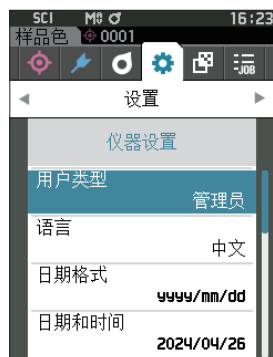 SCI M0 16:23
样品色 0001
JOB
设置
仪器设置
用户类型
管理员
语言
中文
日期格式
yyyy/mm/dd
日期和时间
2024/04/26